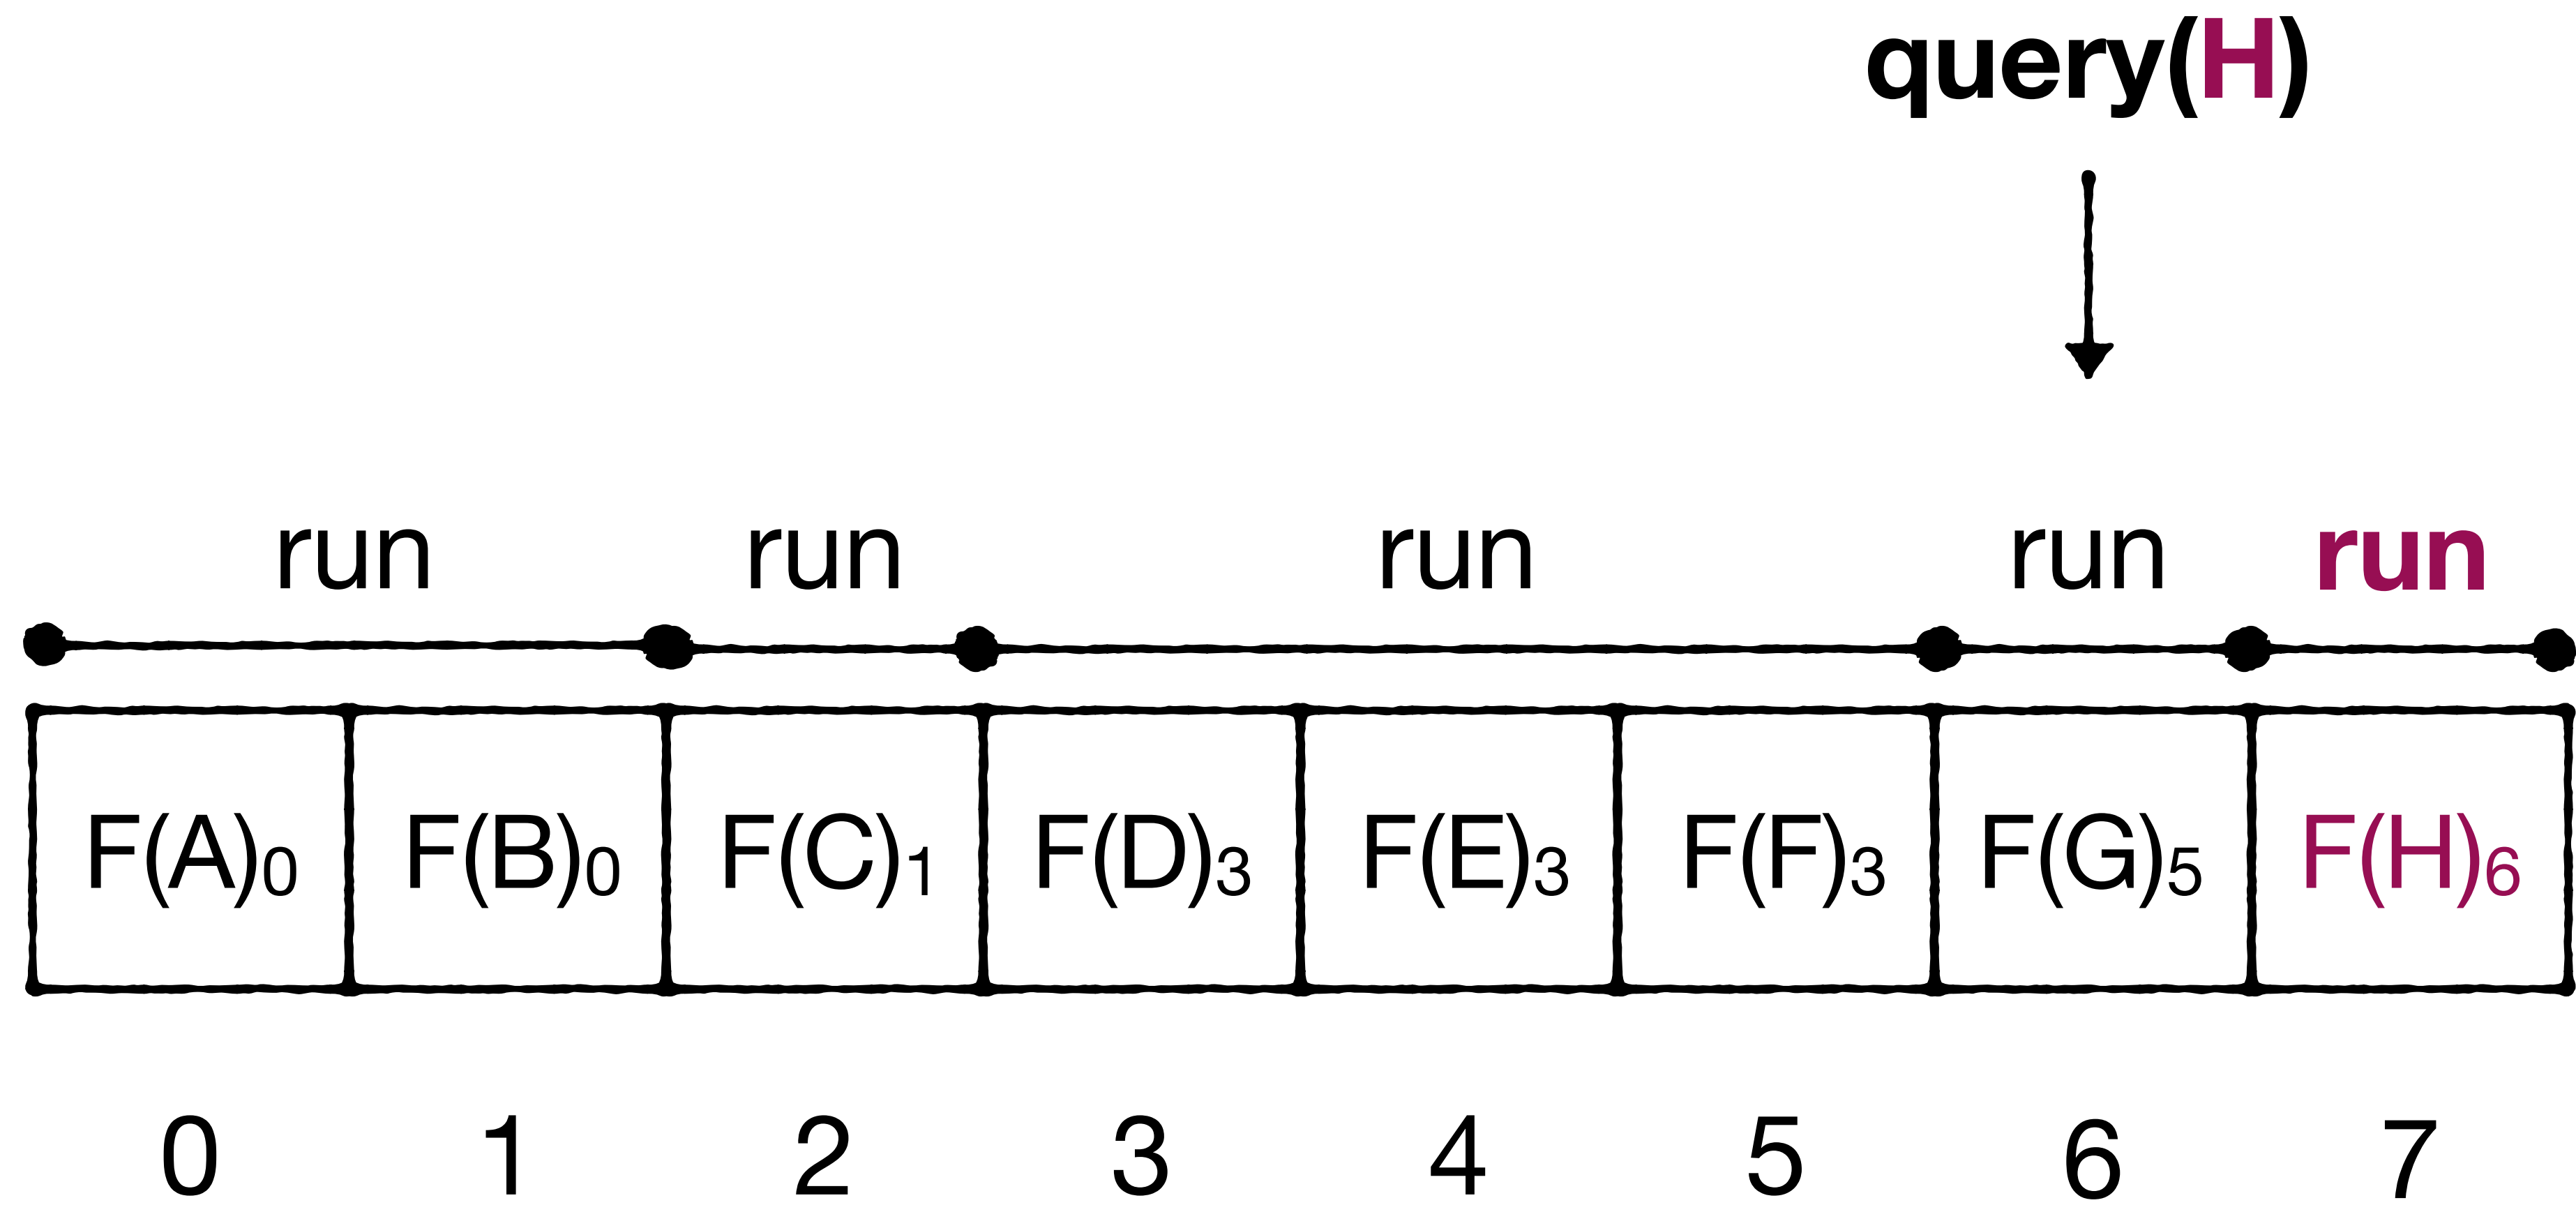 query(H)
run run run run run
F(A)₀ F(B)₀ F(C)₁ F(D)₃ F(E)₃ F(F)₃ F(G)₅ F(H)₆
0 1 2 3 4 5 6 7